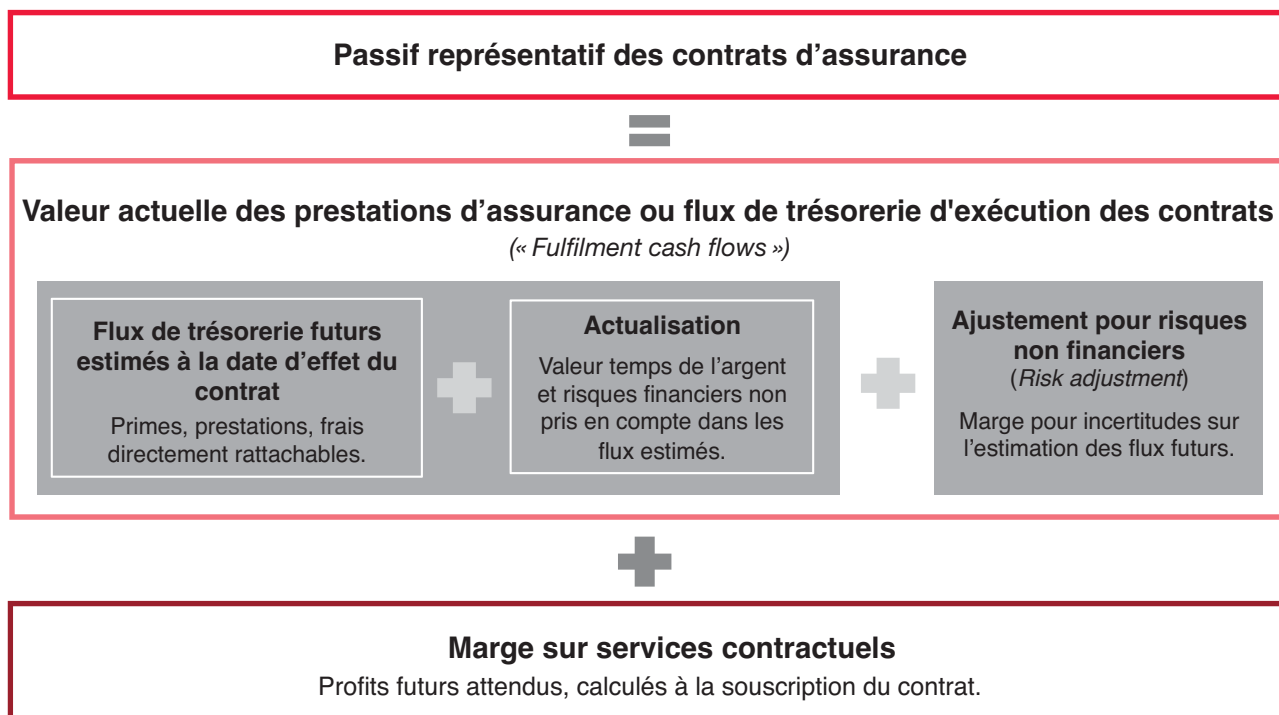 Passif représentatif des contrats d’assurance
Valeur actuelle des prestations d’assurance ou flux de trésorerie d'exécution des contrats
(« Fulfilment cash flows »)
Flux de trésorerie futurs
estimés à la date d’effet du
contrat
Primes, prestations, frais
directement rattachables.
Actualisation
Valeur temps de l’argent
et risques financiers non
pris en compte dans les
flux estimés.
Ajustement pour risques
non financiers
(Risk adjustment)
Marge pour incertitudes sur
l’estimation des flux futurs.
Marge sur services contractuels
Profits futurs attendus, calculés à la souscription du contrat.